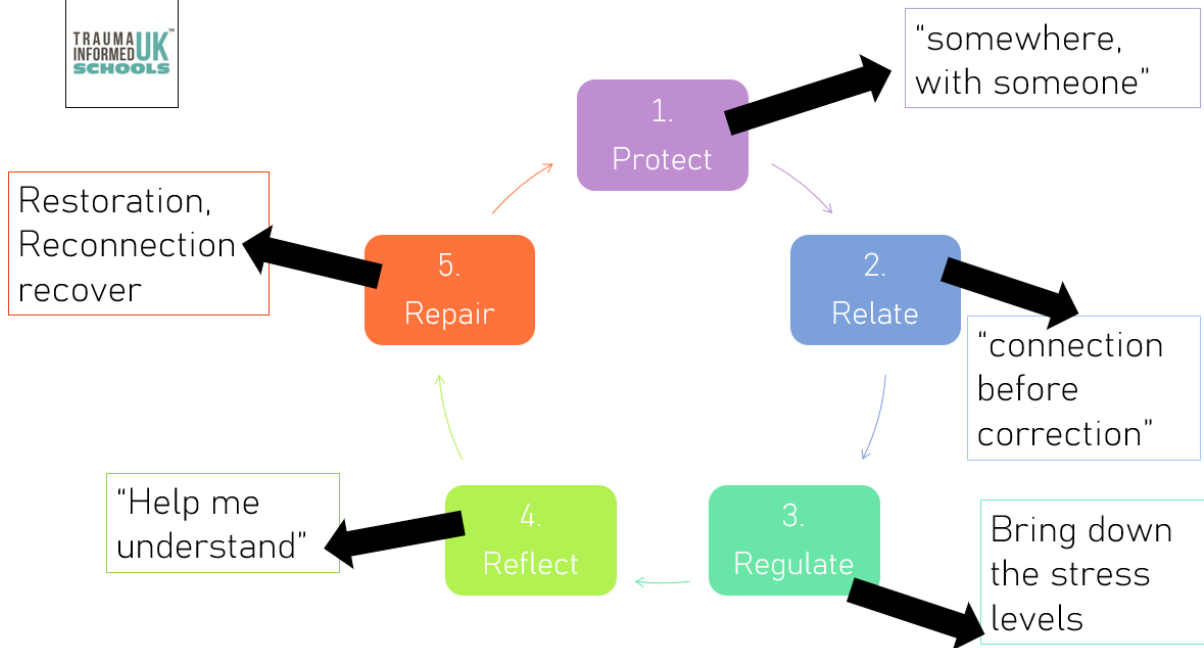 TRAUMA
INFORMED UK™
SCHOOLS
"somewhere,
with someone"
1.
Protect
2.
Relate
"connection
before
correction"
3.
Regulate
Bring down
the stress
levels
4.
Reflect
"Help me
understand"
5.
Repair
Restoration,
Reconnection
recover